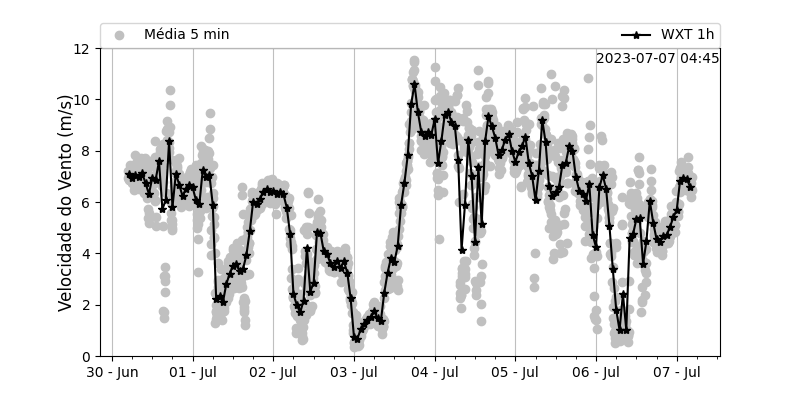 Média 5 min
WXT 1h
2023-07-07 04:45
Velocidade do Vento (m/s)
12
10
8
6
4
2
0
30 - Jun
01 - Jul
02 - Jul
03 - Jul
04 - Jul
05 - Jul
06 - Jul
07 - Jul